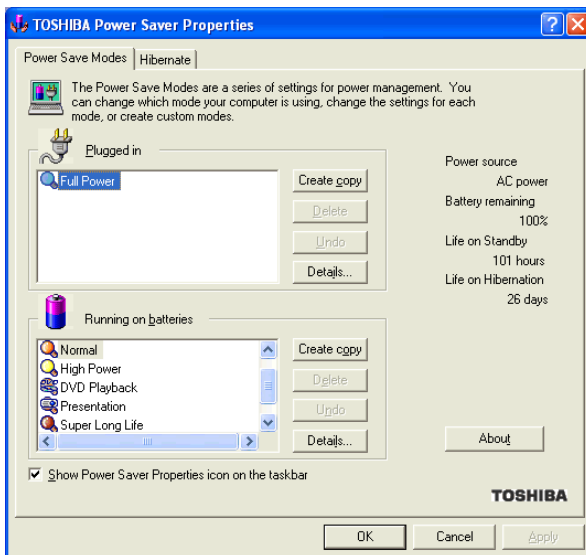 TOSHIBA Power Saver Properties
Power Save Modes
Hibernate
The Power Save Modes are a series of settings for power management. You
can change which mode your computer is using, change the settings for each
mode, or create custom modes.
Plugged in
Full Power
Create copy
Delete
Undo
Details...
Power source
AC power
Battery remaining
100%
Life on Standby
101 hours
Life on Hibernation
26 days
Running on batteries
Normal
High Power
DVD Playback
Presentation
Super Long Life
Create copy
Delete
Undo
Details...
About
Show Power Saver Properties icon on the taskbar
TOSHIBA
OK
Cancel
Apply